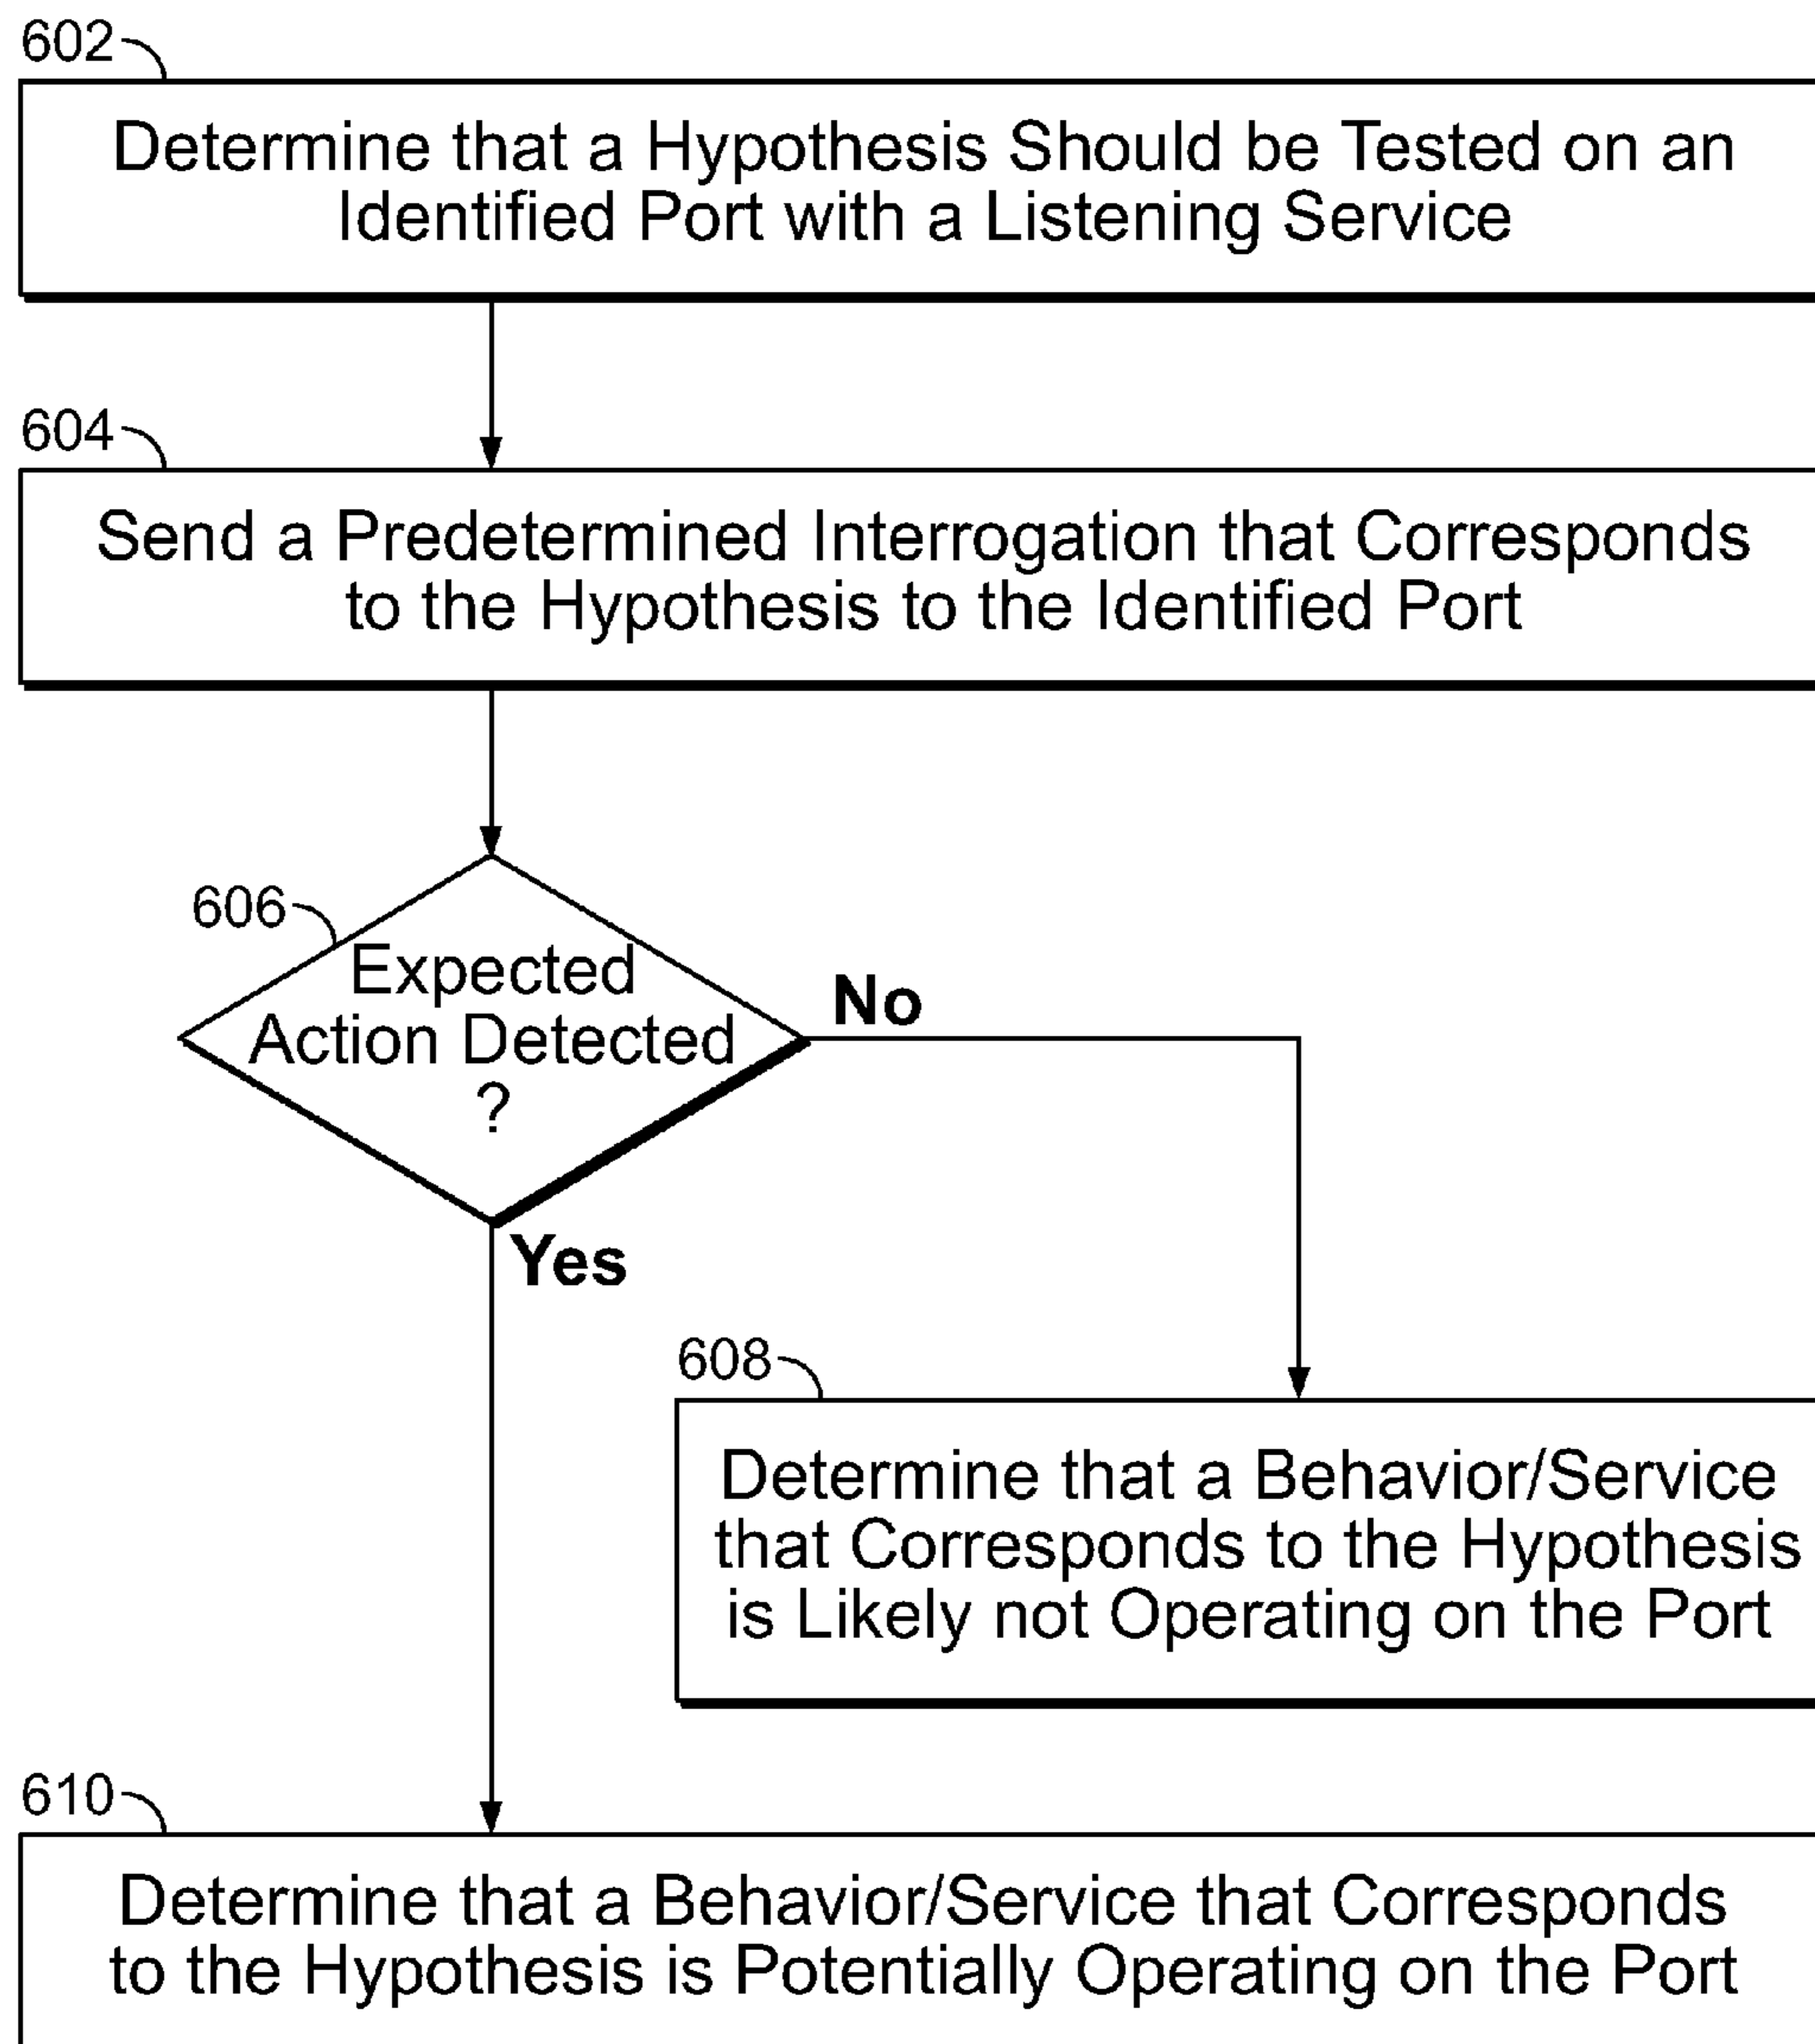 602
Determine that a Hypothesis Should be Tested on an
Identified Port with a Listening Service
604
Send a Predetermined Interrogation that Corresponds
to the Hypothesis to the Identified Port
606
Expected
Action Detected
?
No
Yes
608
Determine that a Behavior/Service
that Corresponds to the Hypothesis
is Likely not Operating on the Port
610
Determine that a Behavior/Service that Corresponds
to the Hypothesis is Potentially Operating on the Port